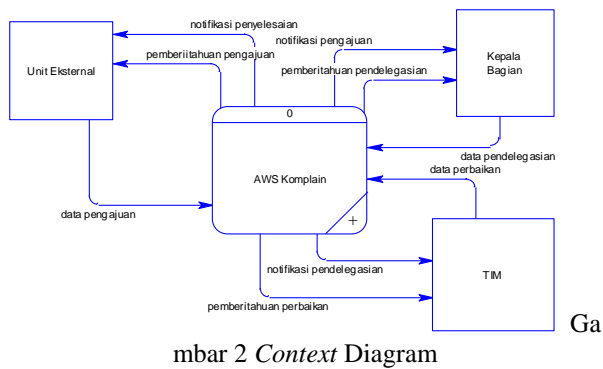 notifikasi penyelesaian
notifikasi pengajuan
pemberiitahuan pengajuan
pemberitahuan pendelegasian
Unit Eksternal
Kepala
Bagian
0
AWS Komplain
+
data pendelegasian
data perbaikan
data pengajuan
notifikasi pendelegasian
TIM
pemberitahuan perbaikan
Ga
mbar 2 Context Diagram